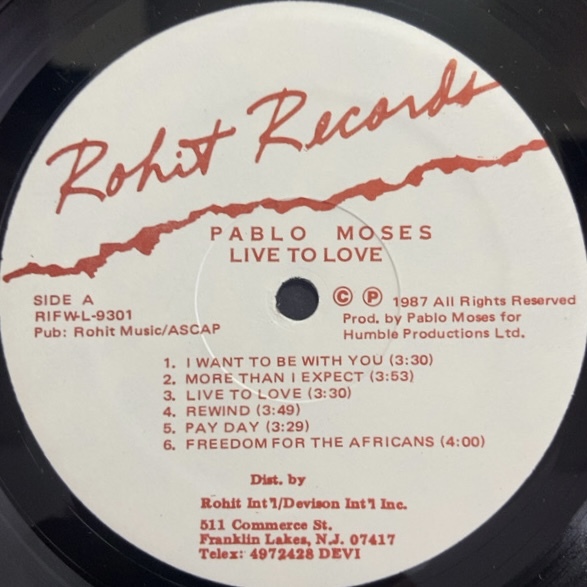 Rohit Records
PABLO MOSES
LIVE TO LOVE
SIDE A
RIFW-L-9301
Pub: Rohit Music/ASCAP
© ℗ 1987 All Rights Reserved
Prod. by Pablo Moses for
Humble Productions Ltd.
1. I WANT TO BE WITH YOU (3:30)
2. MORE THAN I EXPECT (3:53)
3. LIVE TO LOVE (3:30)
4. REWIND (3:49)
5. PAY DAY (3:29)
6. FREEDOM FOR THE AFRICANS (4:00)
Dist. by
Rohit Int'l/Devison Int'l Inc.
511 Commerce St.
Franklin Lakes, N.J. 07417
Telex: 4972428 DEVI